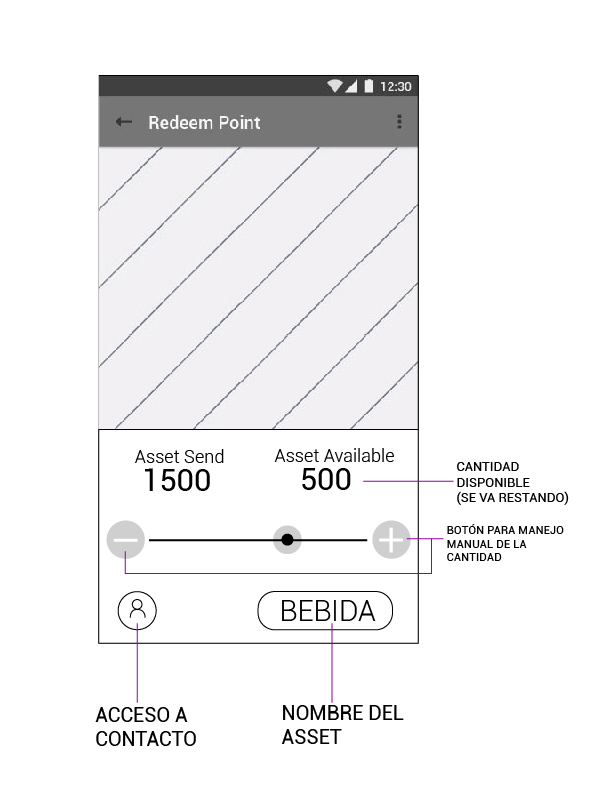 12:30
Redeem Point
Asset Send
1500
Asset Available
500
CANTIDAD
DISPONIBLE
(SE VA RESTANDO)
BOTÓN PARA MANEJO
MANUAL DE LA
CANTIDAD
BEBIDA
ACCESO A
CONTACTO
NOMBRE DEL
ASSET